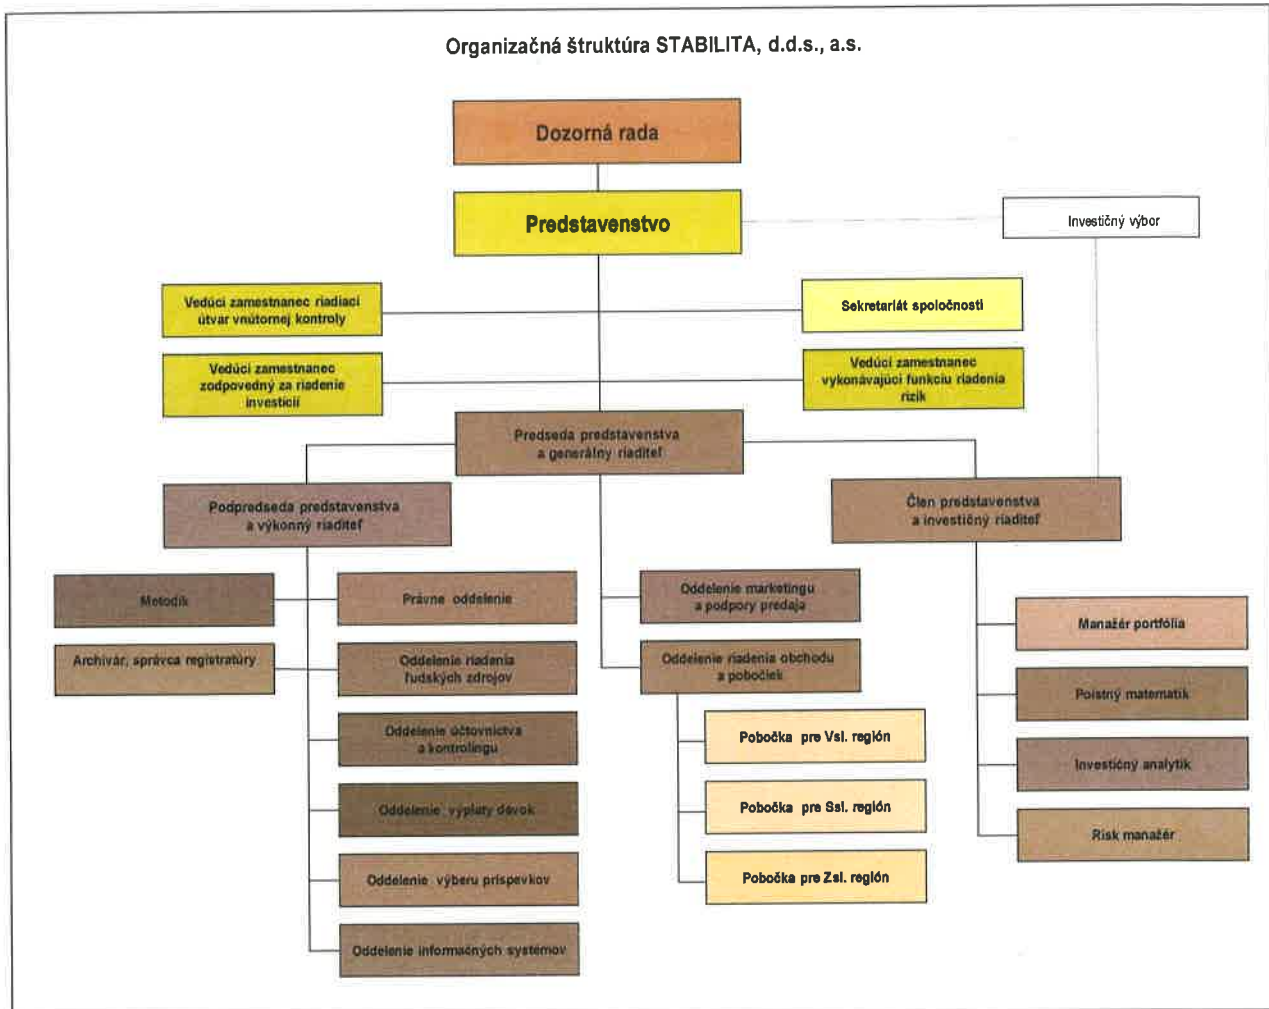 Organizačná štruktúra STABILITA, d.d.s., a.s.
Dozorná rada
Predstavenstvo
Investičný výbor
Vedúci zamestnanec riadiaci
útvar vnútornej kontroly
Sekretariát spoločnosti
Vedúci zamestnanec
zodpovedný za riadenie
investícií
Vedúci zamestnanec
vykonávajúci funkciu riadenia
rizík
Predseda predstavenstva
a generálny riaditeľ
Podpredseda predstavenstva
a výkonný riaditeľ
Člen predstavenstva
a investičný riaditeľ
Metodik
Právne oddelenie
Oddelenie marketingu
a podpory predaja
Manažér portfólia
Archivár, správca registratúry
Oddelenie riadenia
ľudských zdrojov
Oddelenie riadenia obchodu
a pobočiek
Poistný matematik
Oddelenie účtovníctva
a kontrolingu
Pobočka pre Vsl. región
Investičný analytik
Oddelenie výplaty dávok
Pobočka pre Ssl. región
Risk manažér
Oddelenie výberu príspevkov
Pobočka pre Zsl. región
Oddelenie informačných systémov